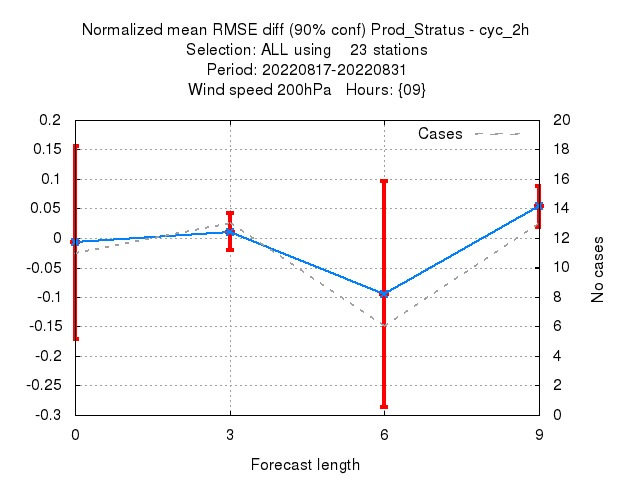 Normalized mean RMSE diff (90% conf) Prod_Stratus - cyc_2h
Selection: ALL using    23 stations
Period: 20220817-20220831
Wind speed 200hPa   Hours: {09}
Cases
0.2
0.15
0.1
0.05
0
-0.05
-0.1
-0.15
-0.2
-0.25
-0.3
20
18
16
14
12
10
8
6
4
2
0
No cases
0 3 6 9
Forecast length